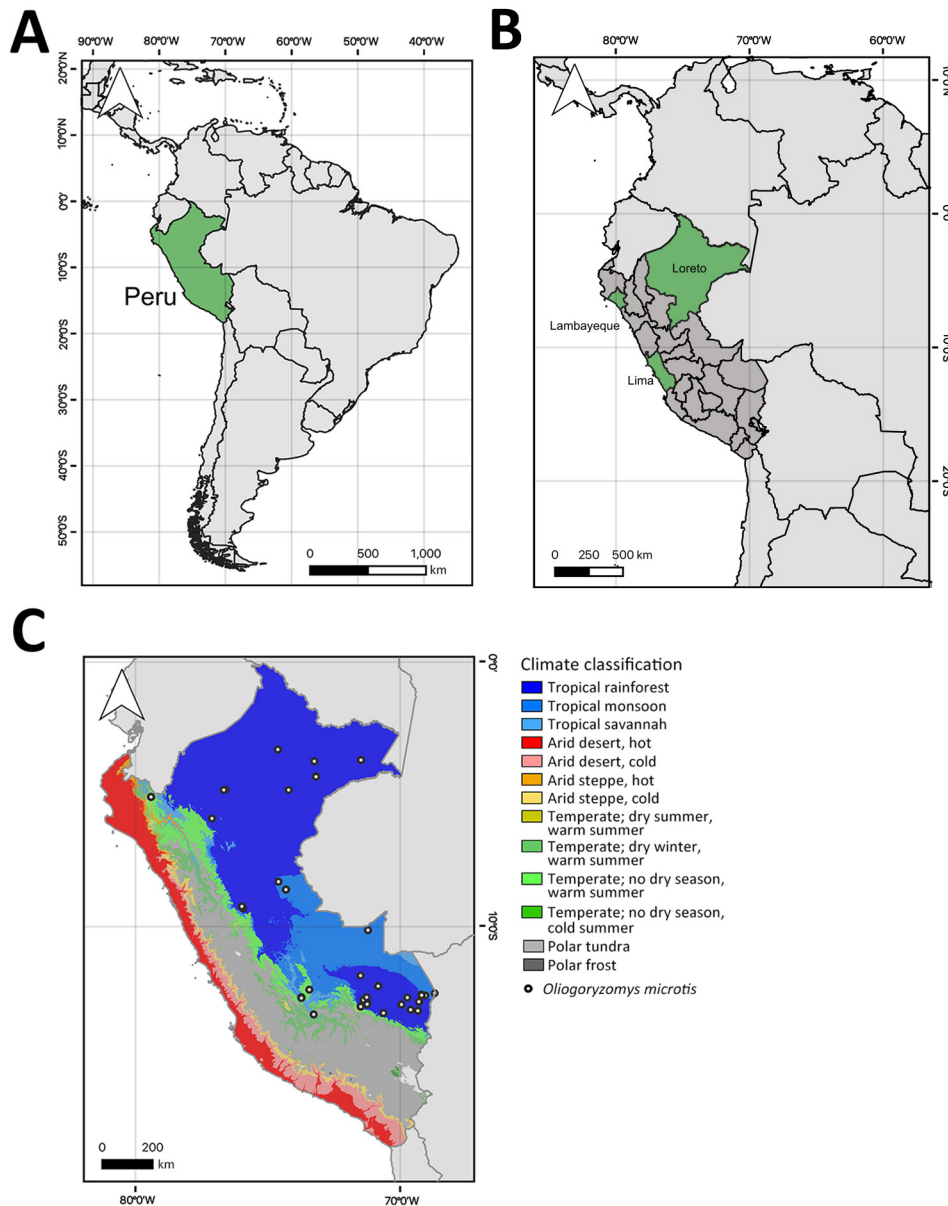 A
90°0'W 80°0'W 70°0'W 60°0'W 50°0'W 40°0'W
20°0'N
10°0'N
0°0'
10°0'S
20°0'S
30°0'S
40°0'S
50°0'S
Peru
0 500 1,000
km
B
80°0'W 70°0'W 60°0'W
10°0'N
0°0'
10°0'S
20°0'S
Loreto
Lambayeque
Lima
0 250 500 km
C
0°0'
10°0'S
0 200
km
80°0'W 70°0'W
Climate classification
Tropical rainforest
Tropical monsoon
Tropical savannah
Arid desert, hot
Arid desert, cold
Arid steppe, hot
Arid steppe, cold
Temperate; dry summer,
warm summer
Temperate; dry winter,
warm summer
Temperate; no dry season,
warm summer
Temperate; no dry season,
cold summer
Polar tundra
Polar frost
Oliogoryzomys microtis